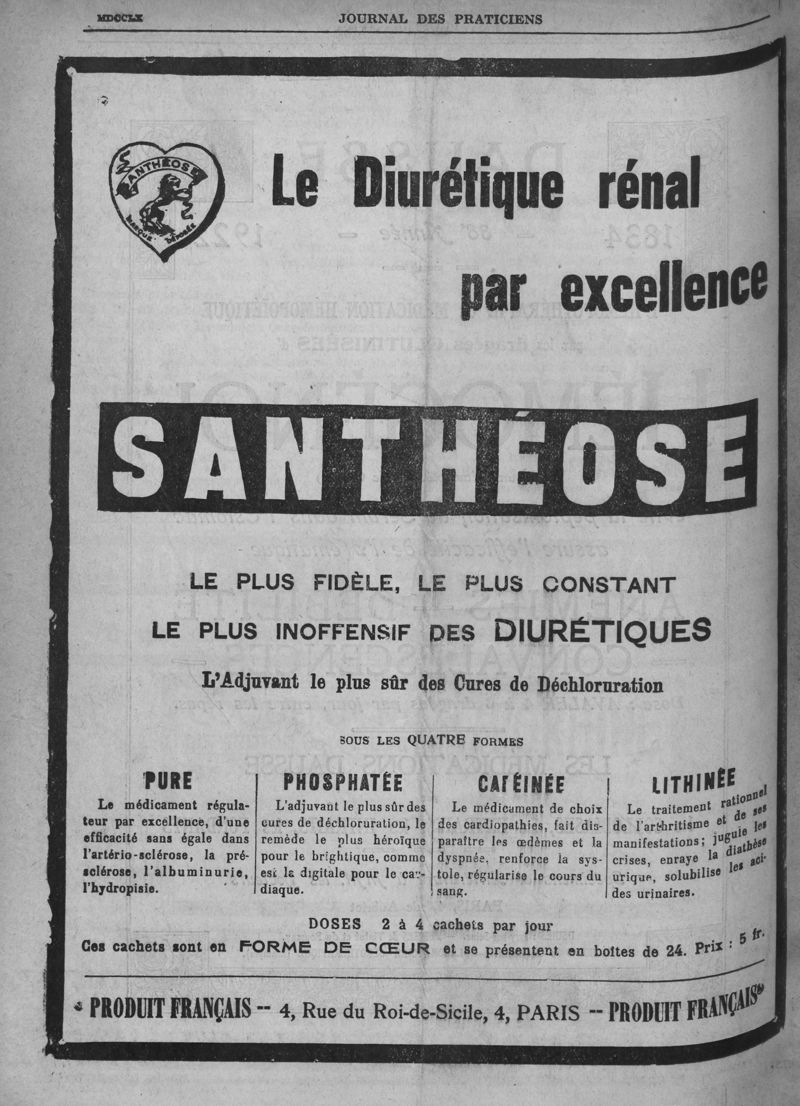 MDCCLX
JOURNAL DES PRATICIENS
SANTHÉOSE
MARQUE DÉPOSÉE
Le Diurétique rénal
par excellence
SANTHÉOSE
LE PLUS FIDÈLE, LE PLUS CONSTANT
LE PLUS INOFFENSIF DES DIURÉTIQUES
L'Adjuvant le plus sûr des Cures de Déchloruration
SOUS LES QUATRE FORMES
PURE
Le médicament régula-
teur par excellence, d'une
efficacité sans égale dans
l'artério-sclérose, la pré-
sclérose, l'albuminurie,
l'hydropisie.
PHOSPHATÉE
L'adjuvant le plus sûr des
cures de déchloruration, le
remède le plus héroïque
pour le brightique, comme
est la digitale pour le car-
diaque.
CAFÉINÉE
Le médicament de choix
des cardiopathies, fait dis-
paraître les œdèmes et la
dyspnée, renforce la sys-
tole, régularise le cours du
sang.
LITHINÉE
Le traitement rationnel
de l'arthritisme et de ses
manifestations; jugule les
crises, enraye la diathèse
urique, solubilise les aci-
des urinaires.
DOSES 2 à 4 cachets par jour
Ces cachets sont en FORME DE CŒUR et se présentent en boîtes de 24. Prix : 5 fr.
PRODUIT FRANÇAIS -- 4, Rue du Roi-de-Sicile, 4, PARIS -- PRODUIT FRANÇAIS